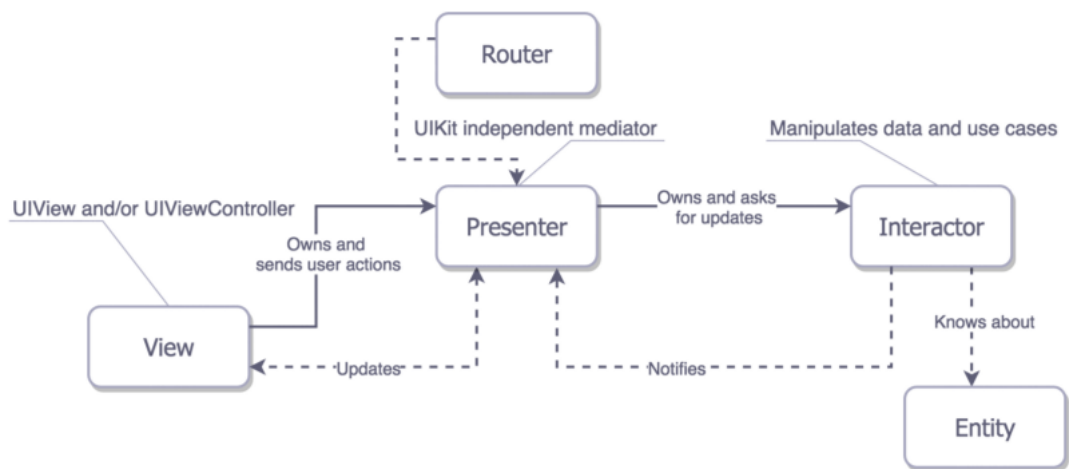 Router
UIKit independent mediator
Manipulates data and use cases
UIView and/or UIViewController
Presenter
Owns and asks
for updates
Interactor
Owns and
sends user actions
View
Updates
Notifies
Knows about
Entity